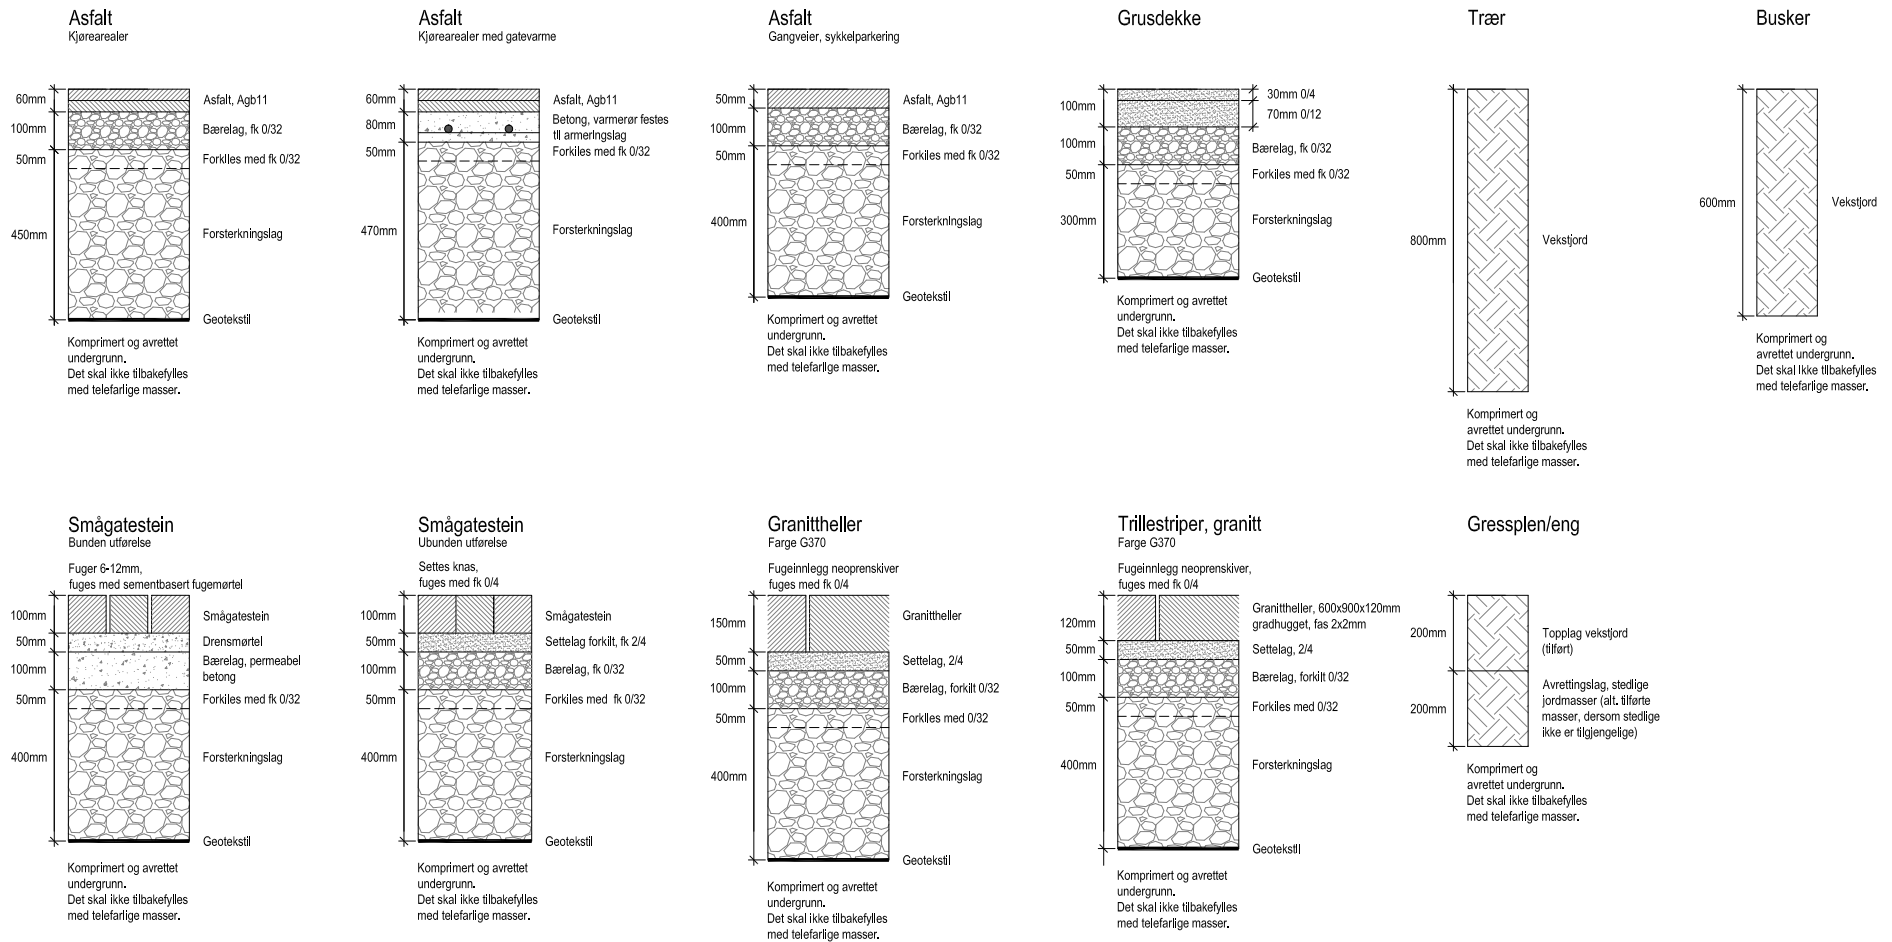 Asfalt
Kjørearealer
60mm
100mm
50mm
450mm
Asfalt, Agb11
Bærelag, fk 0/32
Forkiles med fk 0/32
Forsterkningslag
Geotekstil
Komprimert og avrettet
undergrunn.
Det skal ikke tilbakefylles
med telefarlige masser.
Asfalt
Kjørearealer med gatevarme
60mm
80mm
50mm
470mm
Asfalt, Agb11
Betong, varmerør festes
til armeringslag
Forkiles med fk 0/32
Forsterkningslag
Geotekstil
Komprimert og avrettet
undergrunn.
Det skal ikke tilbakefylles
med telefarlige masser.
Asfalt
Gangveier, sykkelparkering
50mm
100mm
50mm
400mm
Asfalt, Agb11
Bærelag, fk 0/32
Forkiles med fk 0/32
Forsterkningslag
Geotekstil
Komprimert og avrettet
undergrunn.
Det skal ikke tilbakefylles
med telefarlige masser.
Grusdekke
100mm
100mm
50mm
300mm
30mm 0/4
70mm 0/12
Bærelag, fk 0/32
Forkiles med fk 0/32
Forsterkningslag
Geotekstil
Komprimert og avrettet
undergrunn.
Det skal ikke tilbakefylles
med telefarlige masser.
Trær
800mm
Vekstjord
Komprimert og
avrettet undergrunn.
Det skal ikke tilbakefylles
med telefarlige masser.
Busker
600mm
Vekstjord
Komprimert og
avrettet undergrunn.
Det skal ikke tilbakefylles
med telefarlige masser.
Smågatestein
Bunden utførelse
Fuger 6-12mm,
fuges med sementbasert fugemørtel
100mm
50mm
100mm
50mm
400mm
Smågatestein
Drensmørtel
Bærelag, permeabel
betong
Forkiles med fk 0/32
Forsterkningslag
Geotekstil
Komprimert og avrettet
undergrunn.
Det skal ikke tilbakefylles
med telefarlige masser.
Smågatestein
Ubunden utførelse
Settes knas,
fuges med fk 0/4
100mm
50mm
100mm
50mm
400mm
Smågatestein
Settelag forkilt, fk 2/4
Bærelag, fk 0/32
Forkiles med fk 0/32
Forsterkningslag
Geotekstil
Komprimert og avrettet
undergrunn.
Det skal ikke tilbakefylles
med telefarlige masser.
Granittheller
Farge G370
Fugeinnlegg neoprenskiver
fuges med fk 0/4
150mm
50mm
100mm
50mm
400mm
Granittheller
Settelag, 2/4
Bærelag, forkilt 0/32
Forkiles med 0/32
Forsterkningslag
Geotekstil
Komprimert og avrettet
undergrunn.
Det skal ikke tilbakefylles
med telefarlige masser.
Trillestriper, granitt
Farge G370
Fugeinnlegg neoprenskiver,
fuges med fk 0/4
120mm
50mm
100mm
50mm
400mm
Granittheller, 600x900x120mm
gradhugget, fas 2x2mm
Settelag, 2/4
Bærelag, forkilt 0/32
Forkiles med 0/32
Forsterkningslag
Geotekstil
Komprimert og avrettet
undergrunn.
Det skal ikke tilbakefylles
med telefarlige masser.
Gressplen/eng
200mm
200mm
Topplag vekstjord
(tilført)
Avrettingslag, stedlige
jordmasser (alt. tilførte
masser, dersom stedlige
ikke er tilgjengelige)
Komprimert og
avrettet undergrunn.
Det skal ikke tilbakefylles
med telefarlige masser.